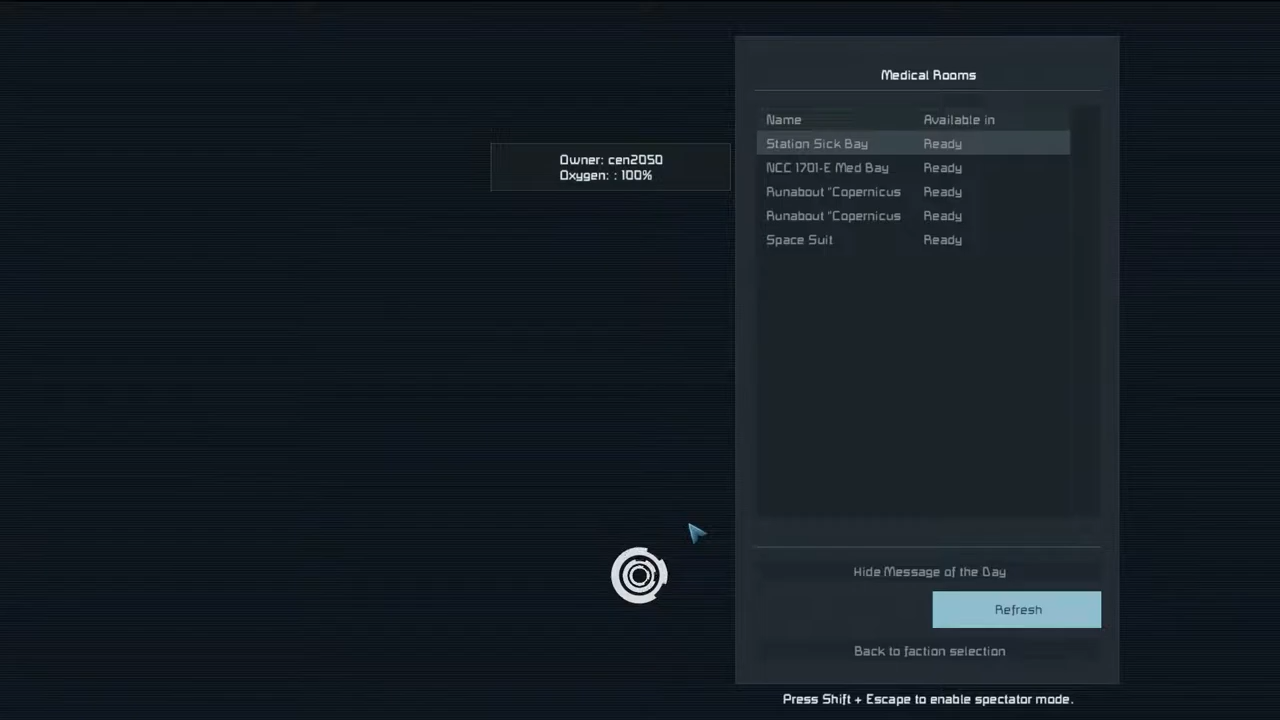 Medical Rooms
Name Available in
Station Sick Bay Ready
Owner: cen2050
Oxygen: : 100%
NCC 1701-E Med Bay Ready
Runabout "Copernicus Ready
Runabout "Copernicus Ready
Space Suit Ready
Hide Message of the Day
Refresh
Back to faction selection
Press Shift + Escape to enable spectator mode.